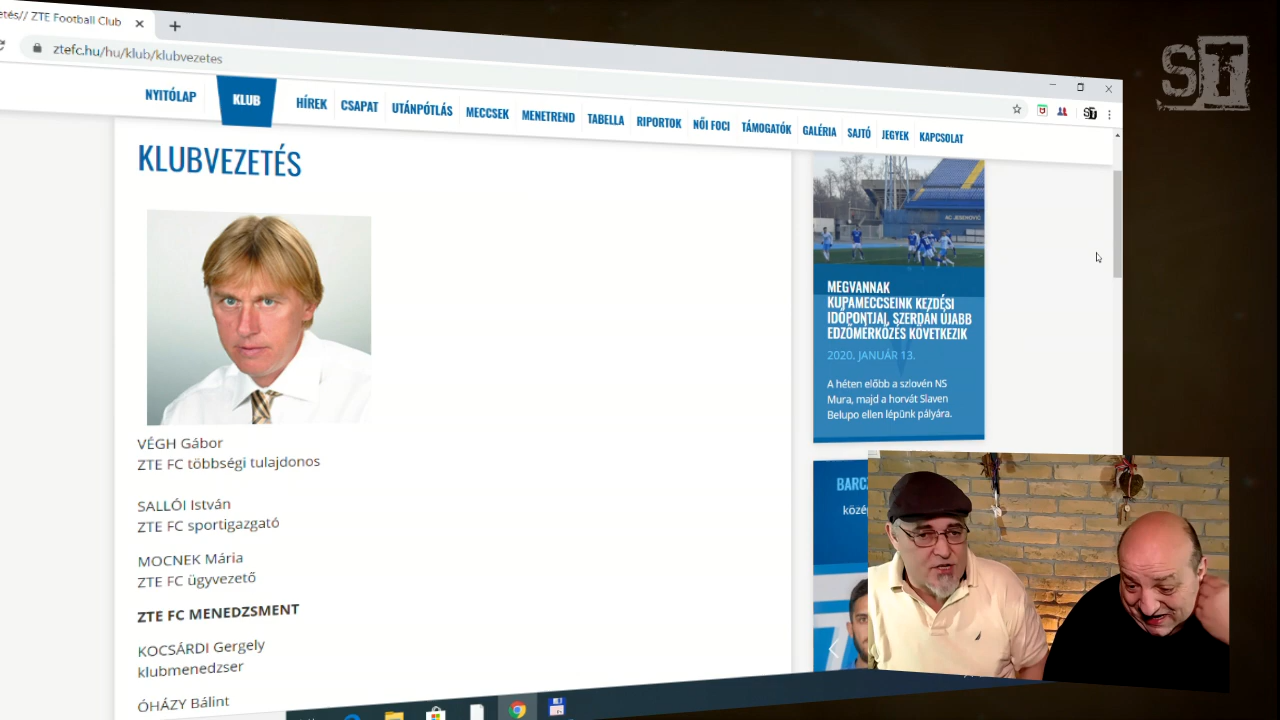 etés// ZTE Football Club
ztefc.hu/hu/klub/klubvezetes
ST
NYITÓLAP KLUB HÍREK CSAPAT UTÁNPÓTLÁS MECCSEK MENETREND TABELLA RIPORTOK NŐI FOCI TÁMOGATÓK GALÉRIA SAJTÓ JEGYEK KAPCSOLAT
KLUBVEZETÉS
VÉGH Gábor
ZTE FC többségi tulajdonos
SALLÓI István
ZTE FC sportigazgató
MOCNEK Mária
ZTE FC ügyvezető
ZTE FC MENEDZSMENT
KOCSÁRDI Gergely
klubmenedzser
ÓHÁZY Bálint
MEGVANNAK
KUPAMECCSEINK KEZDÉSI
IDŐPONTJAI, SZERDÁN ÚJABB
EDZŐMÉRKŐZÉS KÖVETKEZIK
2020. JANUÁR 13.
A héten előbb a szlovén NS
Mura, majd a horvát Slaven
Belupo ellen lépünk pályára.
BARC
közé